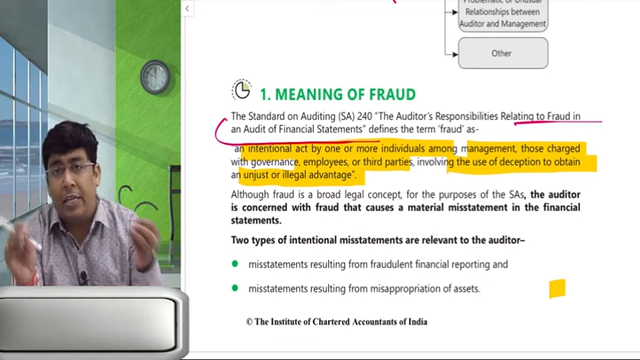 Problematic or Unusual
Relationships between
Auditor and Management
Other
1. MEANING OF FRAUD
The Standard on Auditing (SA) 240 "The Auditor's Responsibilities Relating to Fraud in
an Audit of Financial Statements" defines the term 'fraud' as-
"an intentional act by one or more individuals among management, those charged
with governance, employees, or third parties, involving the use of deception to obtain
an unjust or illegal advantage".
Although fraud is a broad legal concept, for the purposes of the SAs, the auditor
is concerned with fraud that causes a material misstatement in the financial
statements.
Two types of intentional misstatements are relevant to the auditor–
misstatements resulting from fraudulent financial reporting and
misstatements resulting from misappropriation of assets.
© The Institute of Chartered Accountants of India